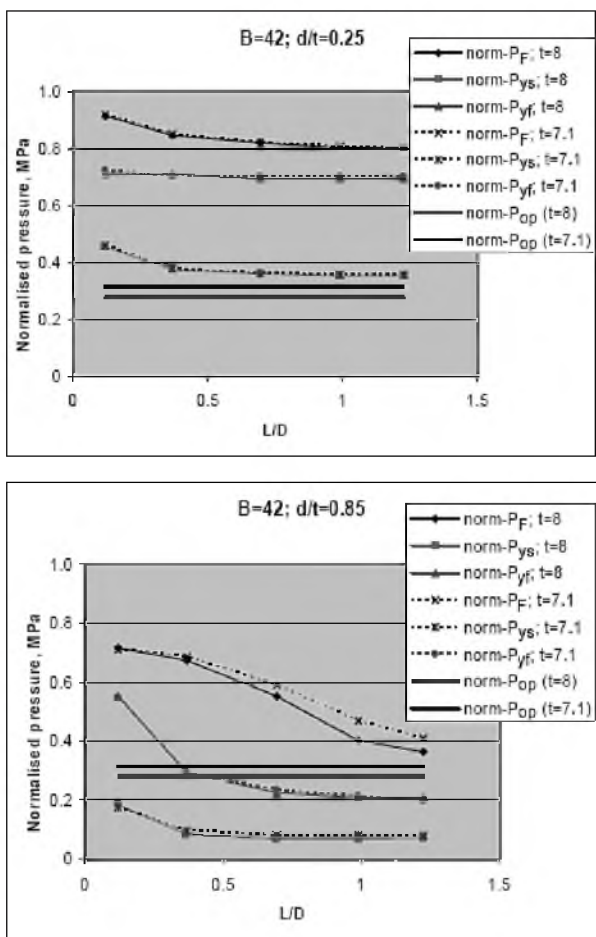 B=42; d/t=0.25
norm-PF; t=8
norm-Pys; t=8
norm-Pyf; t=8
norm-PF; t=7.1
norm-Pys; t=7.1
norm-Pyf; t=7.1
norm-Pop (t=8)
norm-Pop (t=7.1)
Normalised pressure, MPa
1.0
0.8
0.6
0.4
0.2
0
0 0.5 1 1.5
L/D
B=42; d/t=0.85
norm-PF; t=8
norm-Pys; t=8
norm-Pyf; t=8
norm-PF; t=7.1
norm-Pys; t=7.1
norm-Pyf; t=7.1
norm-Pop (t=8)
norm-Pop (t=7.1)
Normalised pressure, MPa
1.0
0.8
0.6
0.4
0.2
0
0 0.5 1 1.5
L/D